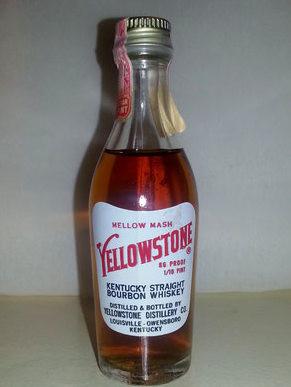 MELLOW MASH
YELLOWSTONE®
86 PROOF
1/10 PINT
KENTUCKY STRAIGHT
BOURBON WHISKEY
DISTILLED & BOTTLED BY
YELLOWSTONE DISTILLERY CO.
LOUISVILLE - OWENSBORO
KENTUCKY